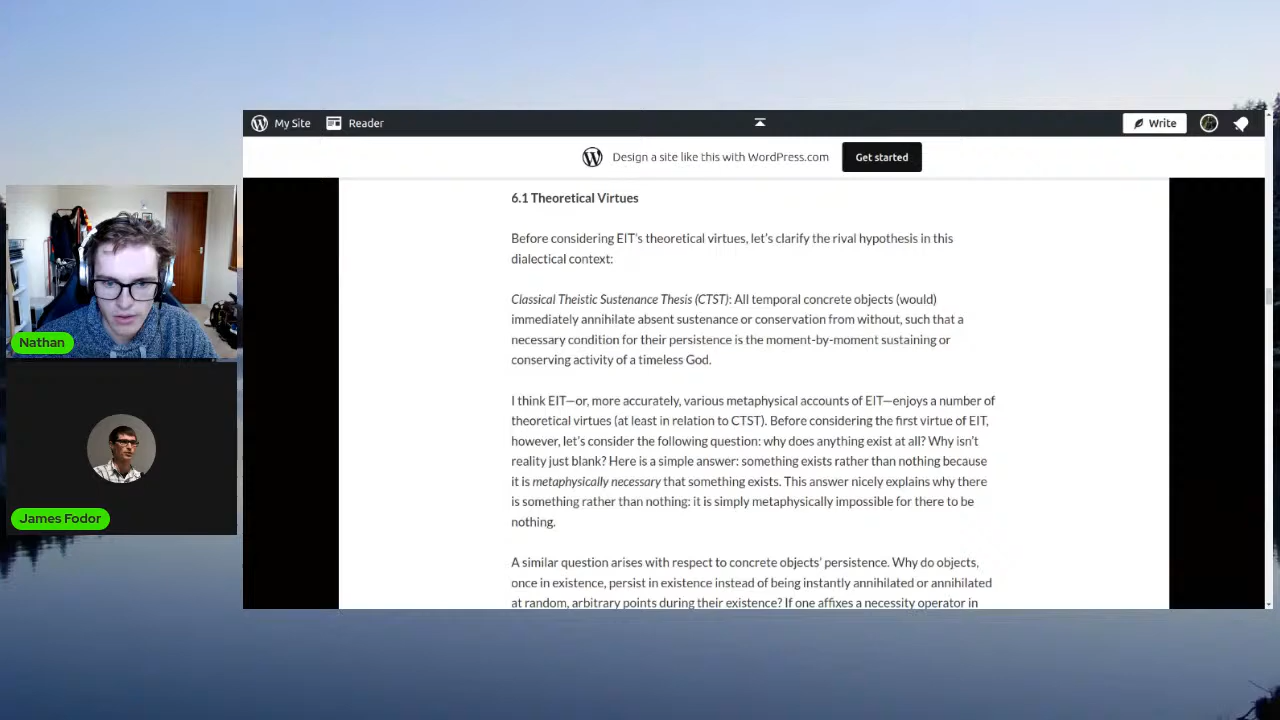 My Site
Reader
Write
Design a site like this with WordPress.com
Get started
6.1 Theoretical Virtues
Before considering EIT's theoretical virtues, let's clarify the rival hypothesis in this
dialectical context:
Classical Theistic Sustenance Thesis (CTST): All temporal concrete objects (would)
immediately annihilate absent sustenance or conservation from without, such that a
necessary condition for their persistence is the moment-by-moment sustaining or
conserving activity of a timeless God.
I think EIT—or, more accurately, various metaphysical accounts of EIT—enjoys a number of
theoretical virtues (at least in relation to CTST). Before considering the first virtue of EIT,
however, let's consider the following question: why does anything exist at all? Why isn't
reality just blank? Here is a simple answer: something exists rather than nothing because
it is metaphysically necessary that something exists. This answer nicely explains why there
is something rather than nothing: it is simply metaphysically impossible for there to be
nothing.
A similar question arises with respect to concrete objects' persistence. Why do objects,
once in existence, persist in existence instead of being instantly annihilated or annihilated
at random, arbitrary points during their existence? If one affixes a necessity operator in
Nathan
James Fodor